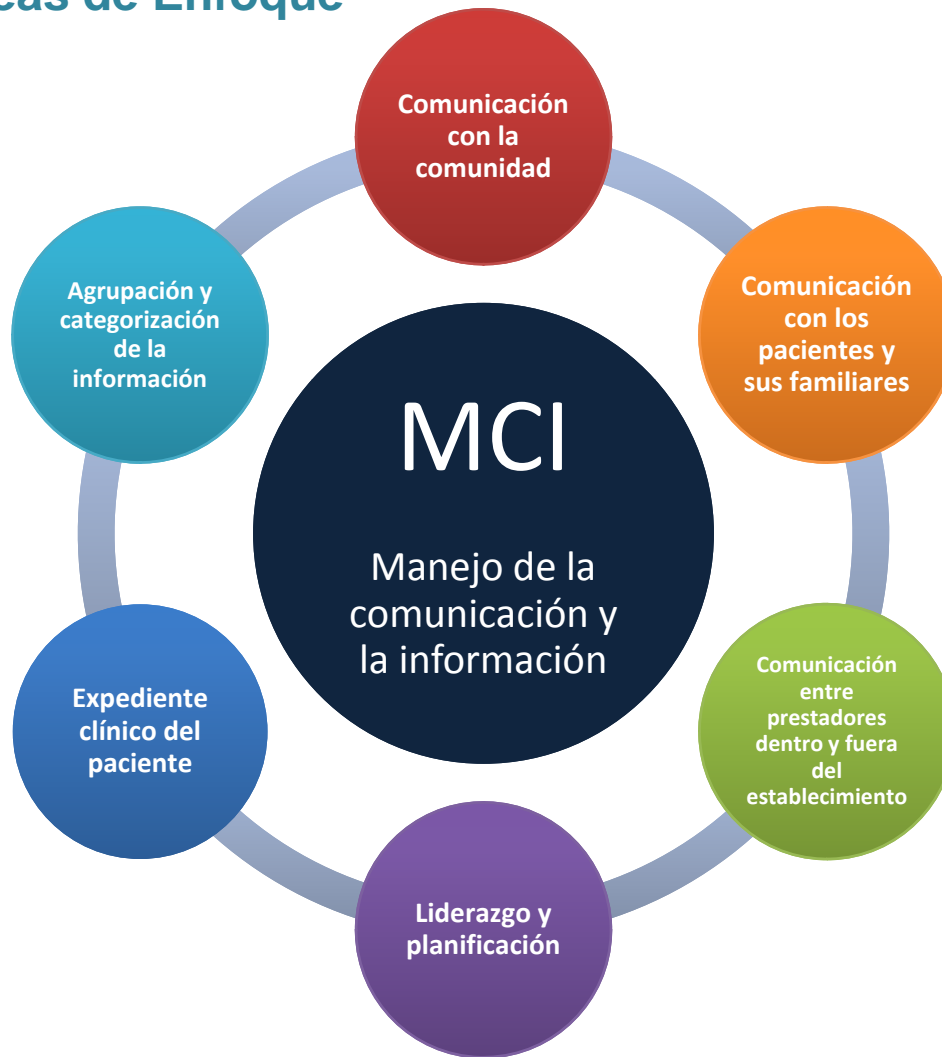 de Enfoque
Comunicación
con la
comunidad
Comunicación
con los
pacientes y
sus familiares
Comunicación
entre
prestadores
dentro y fuera
del
establecimiento
Liderazgo y
planificación
Expediente
clínico del
paciente
Agrupación y
categorización
de la
información
MCI
Manejo de la
comunicación y
la información